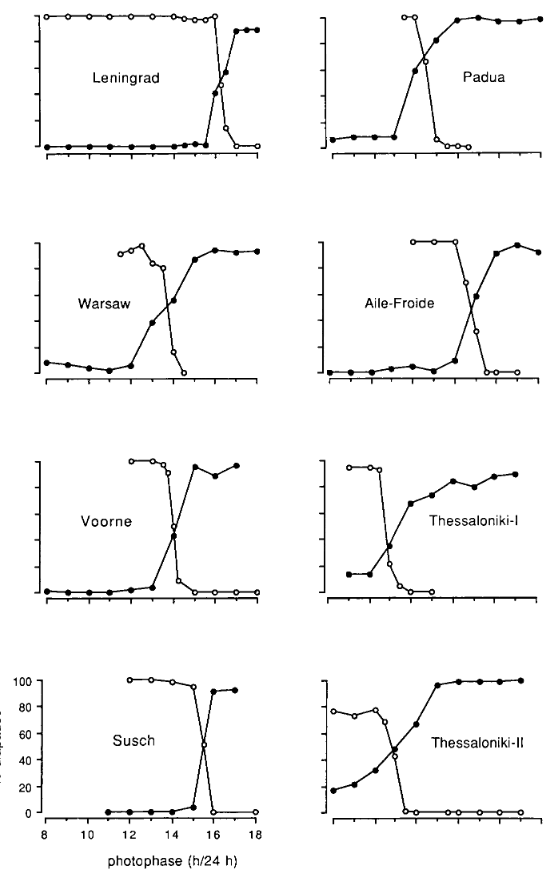 Leningrad
Padua
Warsaw
Aile-Froide
Voorne
Thessaloniki-I
100
80
60
40
20
0
Susch
Thessaloniki-II
8 10 12 14 16 18
photophase (h/24 h)